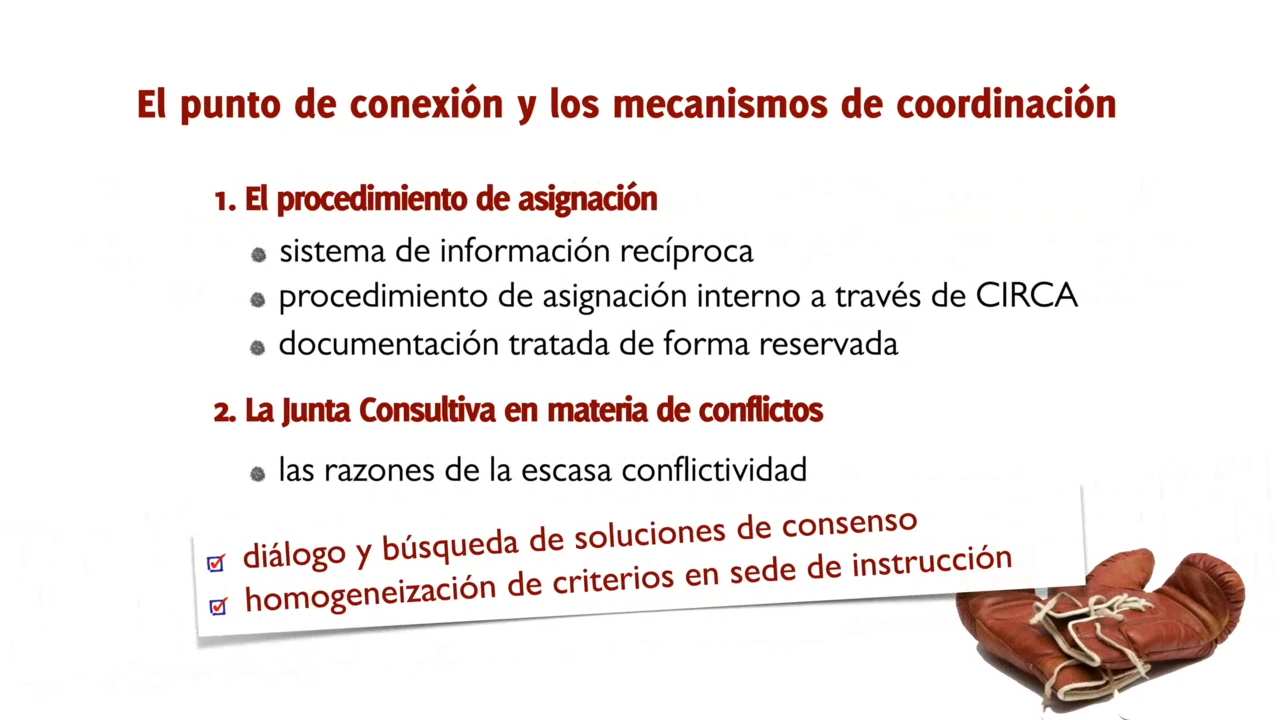 El punto de conexión y los mecanismos de coordinación
1. El procedimiento de asignación
sistema de información recíproca
procedimiento de asignación interno a través de CIRCA
documentación tratada de forma reservada
2. La Junta Consultiva en materia de conflictos
las razones de la escasa conflictividad
diálogo y búsqueda de soluciones de consenso
homogeneización de criterios en sede de instrucción